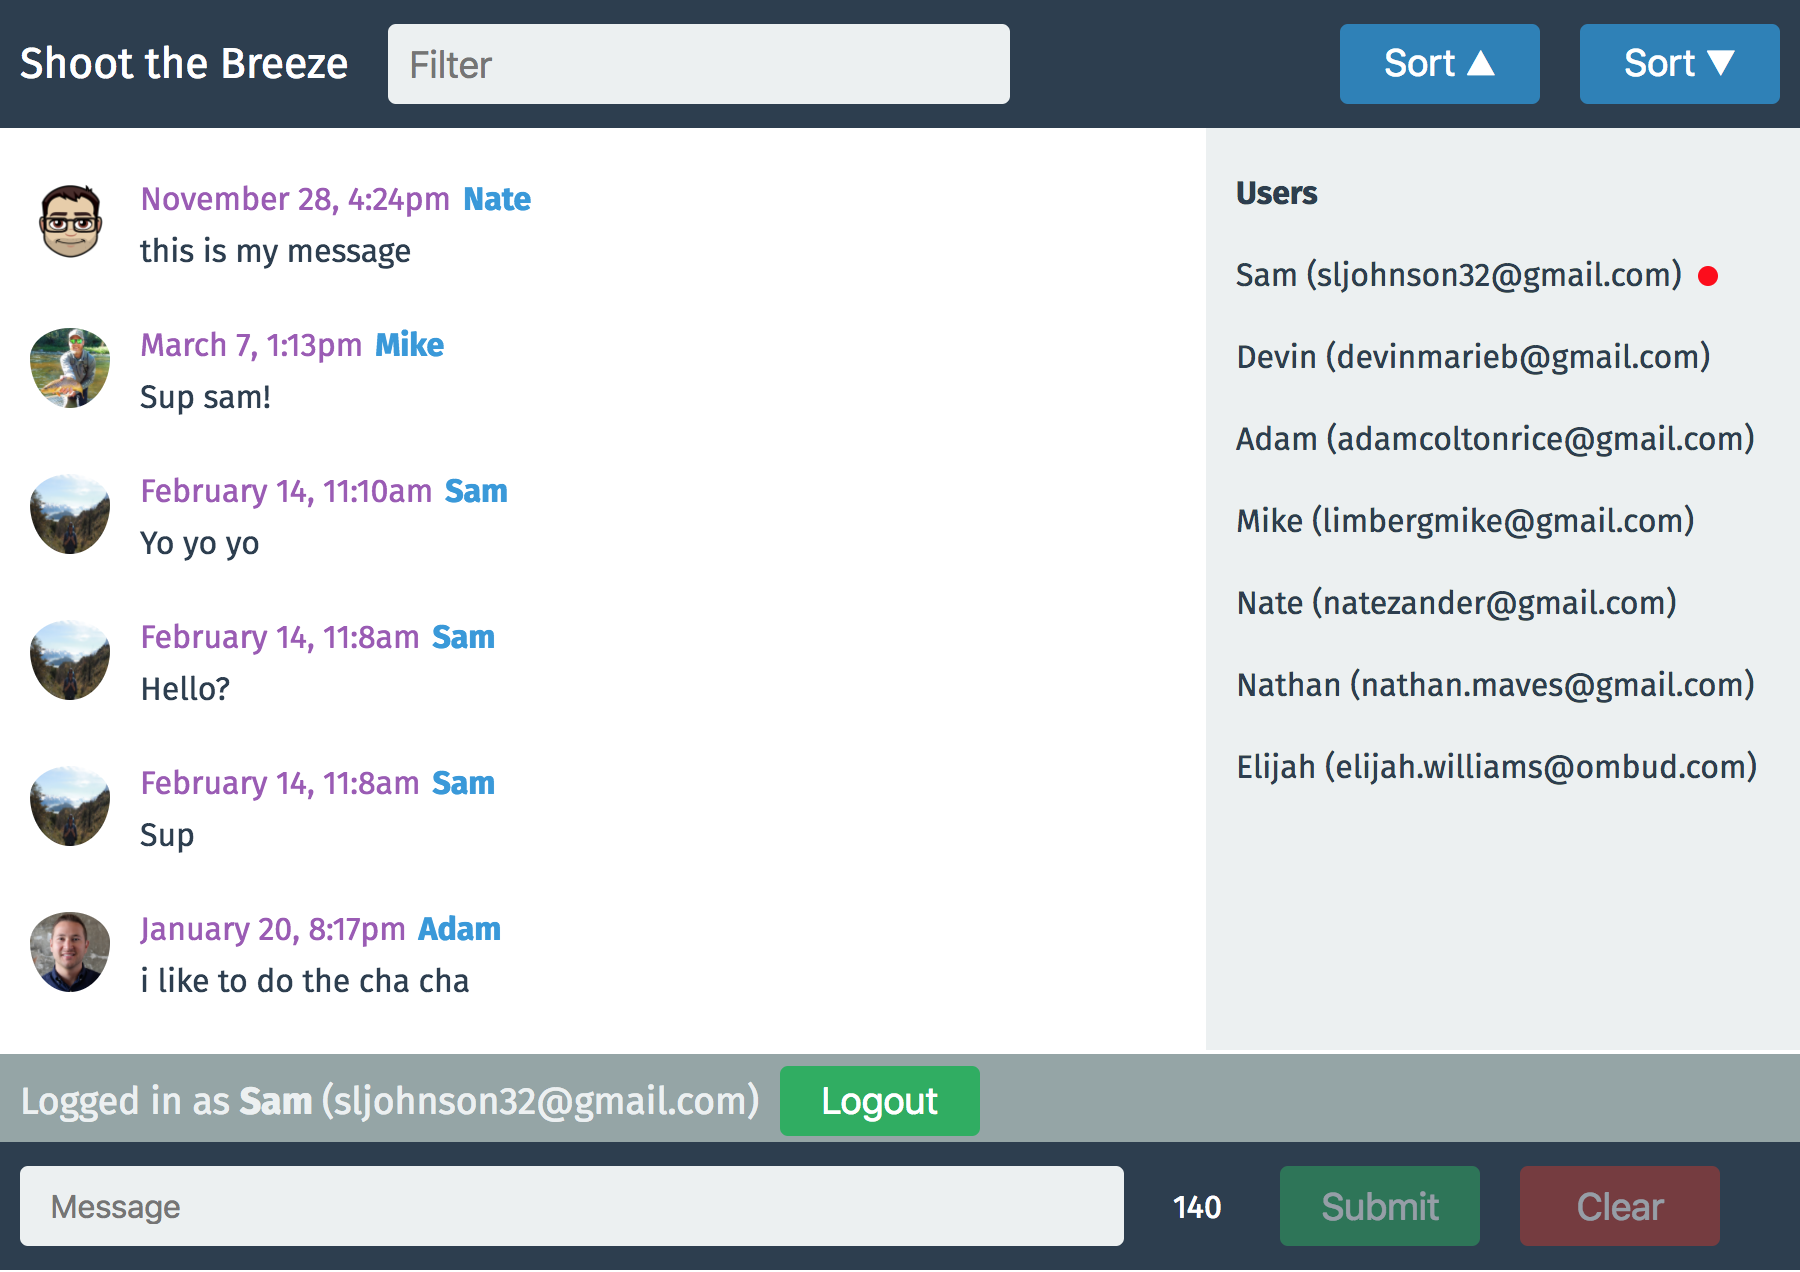 Shoot the Breeze
Filter
Sort ▲
Sort ▼
November 28, 4:24pm Nate
this is my message
March 7, 1:13pm Mike
Sup sam!
February 14, 11:10am Sam
Yo yo yo
February 14, 11:8am Sam
Hello?
February 14, 11:8am Sam
Sup
January 20, 8:17pm Adam
i like to do the cha cha
Users
Sam (sljohnson32@gmail.com)
Devin (devinmarieb@gmail.com)
Adam (adamcoltonrice@gmail.com)
Mike (limbergmike@gmail.com)
Nate (natezander@gmail.com)
Nathan (nathan.maves@gmail.com)
Elijah (elijah.williams@ombud.com)
Logged in as Sam (sljohnson32@gmail.com)
Logout
Message
140
Submit
Clear